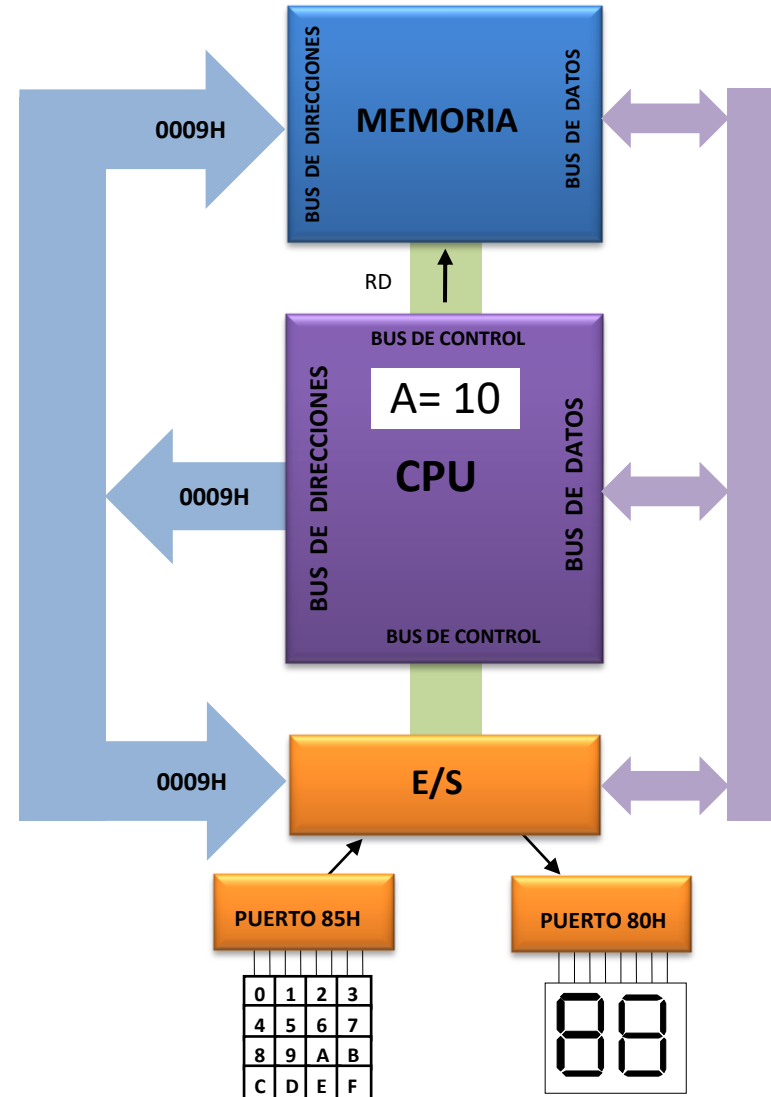 0009H
BUS DE DIRECCIONES
MEMORIA
BUS DE DATOS
RD
BUS DE CONTROL
A= 10
0009H
BUS DE DIRECCIONES
CPU
BUS DE DATOS
BUS DE CONTROL
0009H
E/S
PUERTO 85H
PUERTO 80H
0 1 2 3
4 5 6 7
8 9 A B
C D E F
88